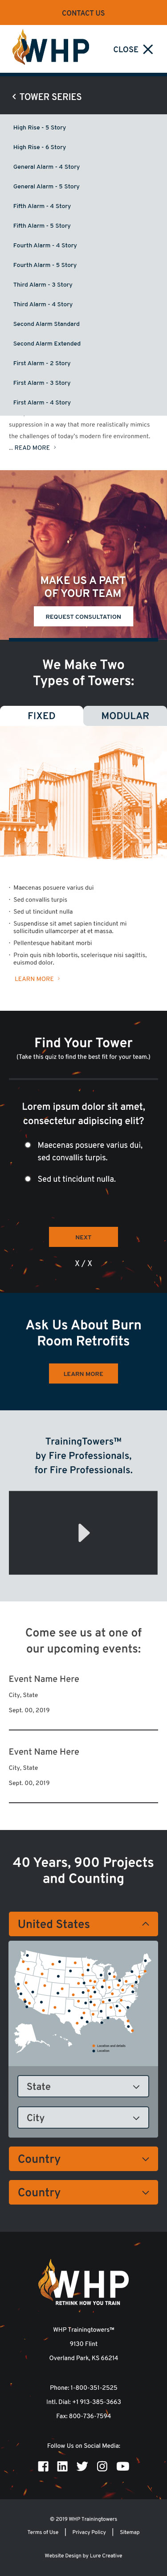 CONTACT US
WHP
CLOSE
TOWER SERIES
High Rise - 5 Story
High Rise - 6 Story
General Alarm - 4 Story
General Alarm - 5 Story
Fifth Alarm - 4 Story
Fifth Alarm - 5 Story
Fourth Alarm - 4 Story
Fourth Alarm - 5 Story
Third Alarm - 3 Story
Third Alarm - 4 Story
Second Alarm Standard
Second Alarm Extended
First Alarm - 2 Story
First Alarm - 3 Story
First Alarm - 4 Story
suppression in a way that more realistically mimics
the challenges of today's modern fire environment.
... READ MORE
MAKE US A PART
OF YOUR TEAM
REQUEST CONSULTATION
We Make Two
Types of Towers:
FIXED
MODULAR
· Maecenas posuere varius dui
· Sed convallis turpis
· Sed ut tincidunt nulla
· Suspendisse sit amet sapien tincidunt mi
sollicitudin ullamcorper at et massa.
· Pellentesque habitant morbi
· Proin quis nibh lobortis, scelerisque nisi sagittis,
euismod dolor.
LEARN MORE
Find Your Tower
(Take this quiz to find the best fit for your team.)
Lorem ipsum dolor sit amet,
consectetur adipiscing elit?
Maecenas posuere varius dui,
sed convallis turpis.
Sed ut tincidunt nulla.
NEXT
X / X
Ask Us About Burn
Room Retrofits
LEARN MORE
TrainingTowers™
by Fire Professionals,
for Fire Professionals.
Come see us at one of
our upcoming events:
Event Name Here
City, State
Sept. 00, 2019
Event Name Here
City, State
Sept. 00, 2019
40 Years, 900 Projects
and Counting
United States
State
City
Country
Country
WHP
RETHINK HOW YOU TRAIN
WHP Trainingtowers™
9130 Flint
Overland Park, KS 66214
Phone: 1-800-351-2525
Intl. Dial: +1 913-385-3663
Fax: 800-736-7594
Follow Us on Social Media:
© 2019 WHP Trainingtowers
Terms of Use | Privacy Policy | Sitemap
Website Design by Lure Creative